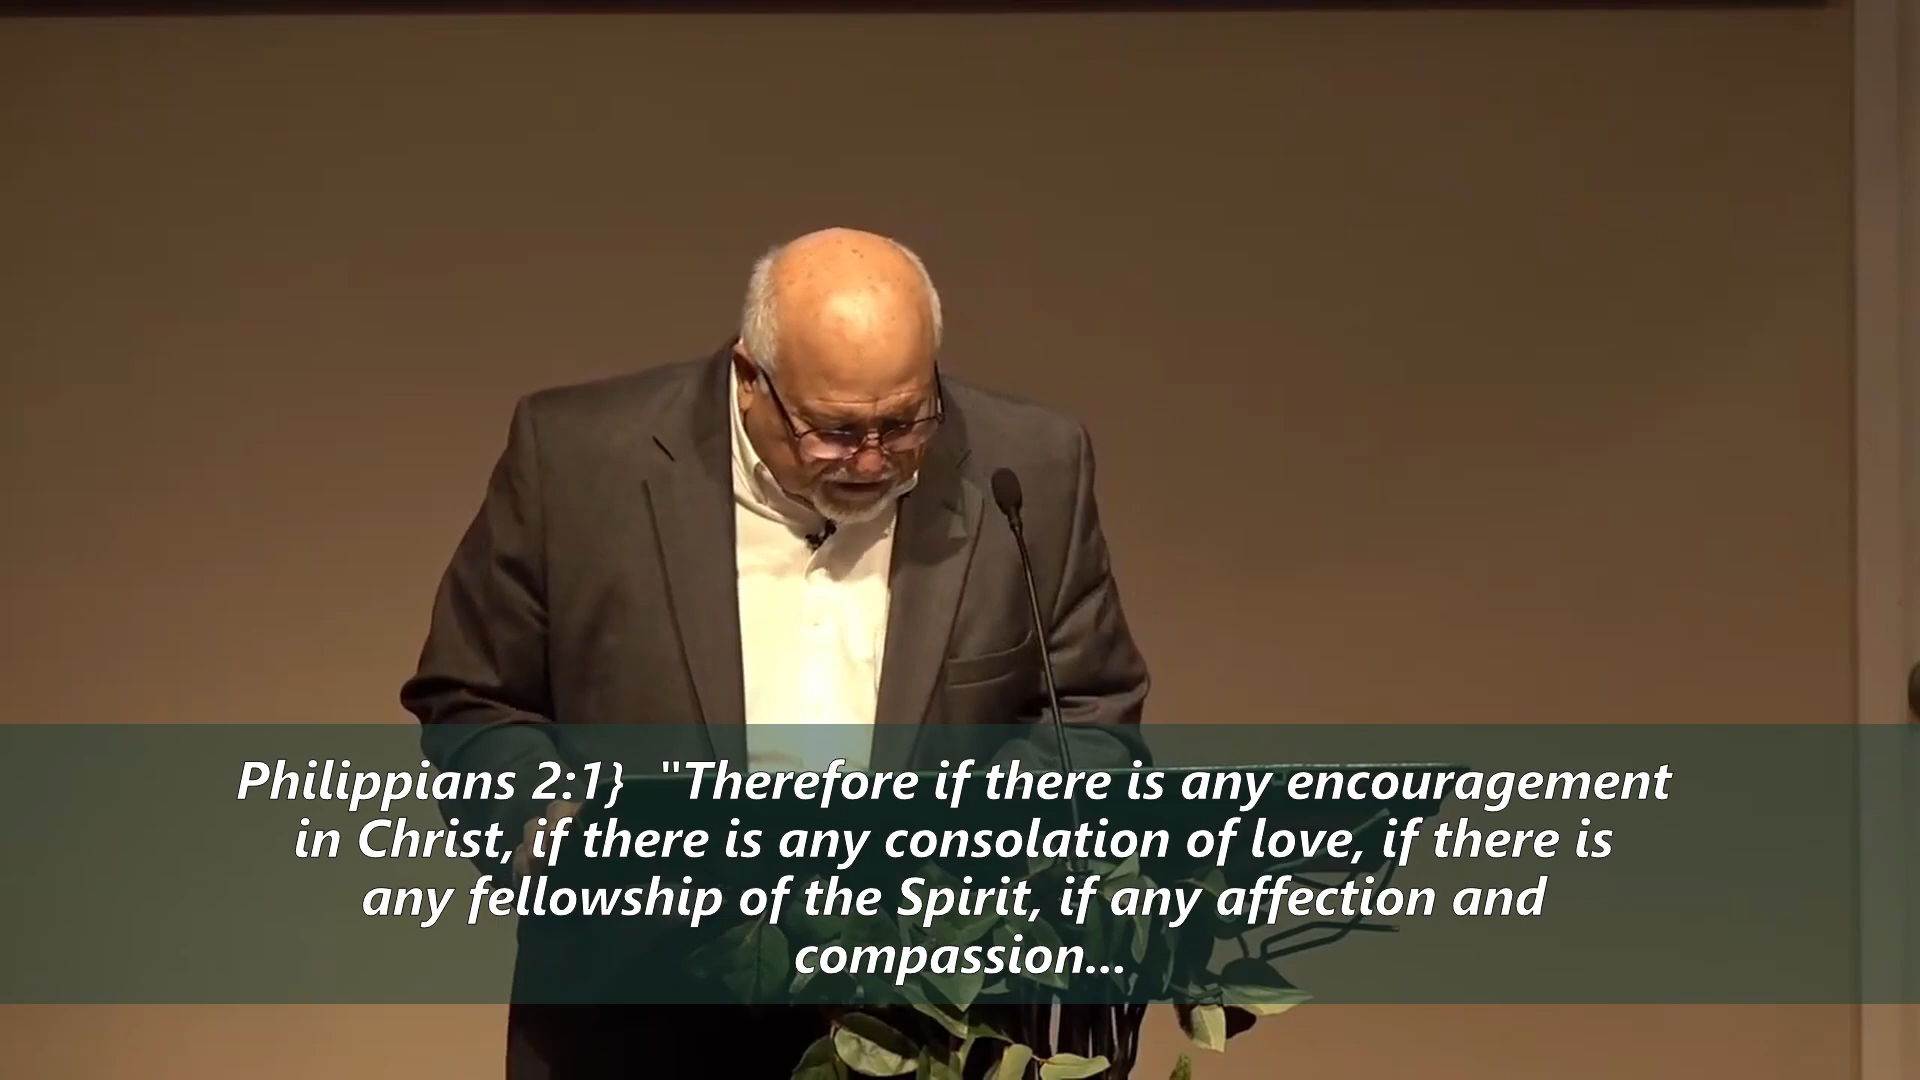 Philippians 2:1}  "Therefore if there is any encouragement
in Christ, if there is any consolation of love, if there is
any fellowship of the Spirit, if any affection and
compassion...